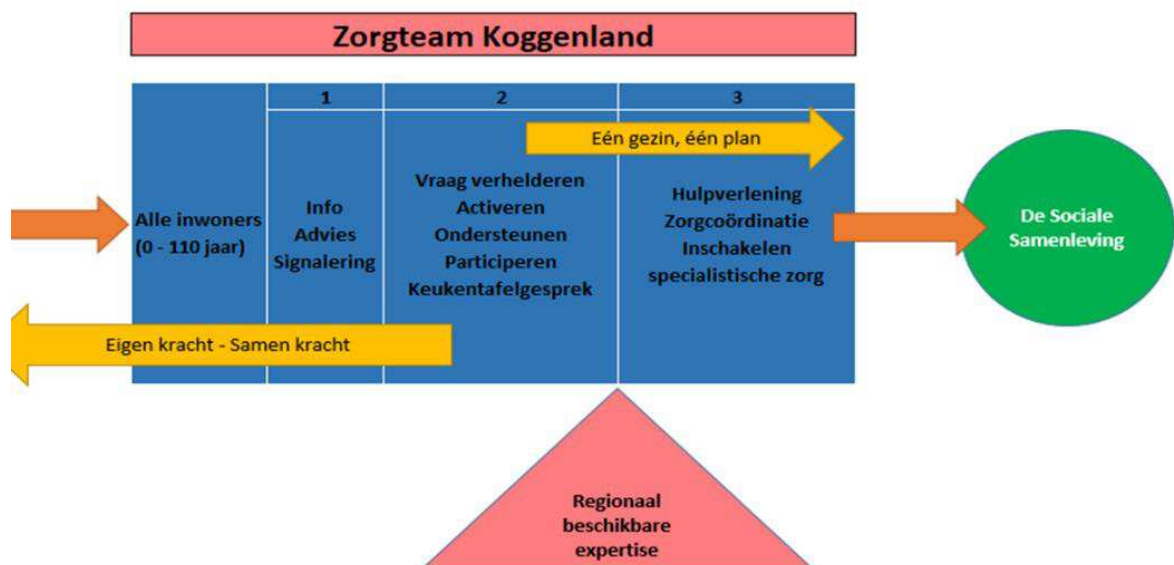 Zorgteam Koggenland
1
2
3
Eén gezin, één plan
Alle inwoners
(0 - 110 jaar)
Info
Advies
Signalering
Vraag verhelderen
Activeren
Ondersteunen
Participeren
Keukentafelgesprek
Hulpverlening
Zorgcoördinatie
Inschakelen
specialistische zorg
De Sociale
Samenleving
Eigen kracht - Samen kracht
Regionaal
beschikbare
expertise